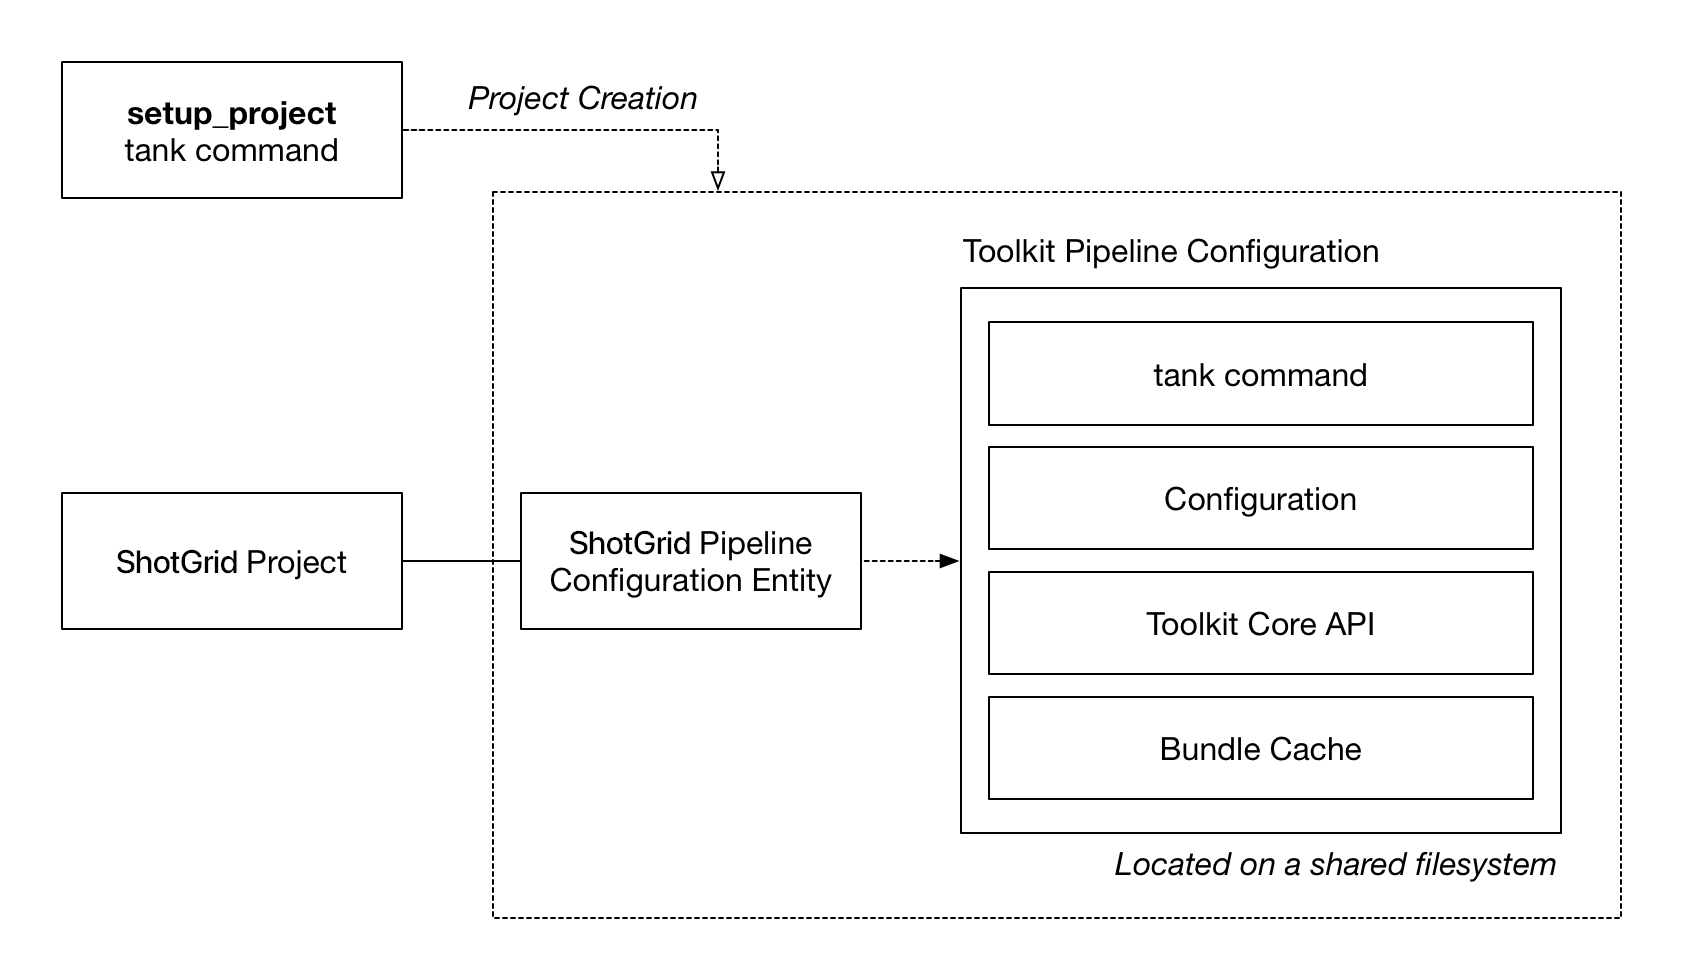 setup_project
tank command
Project Creation
Toolkit Pipeline Configuration
tank command
Configuration
ShotGrid Project
ShotGrid Pipeline
Configuration Entity
Toolkit Core API
Bundle Cache
Located on a shared filesystem